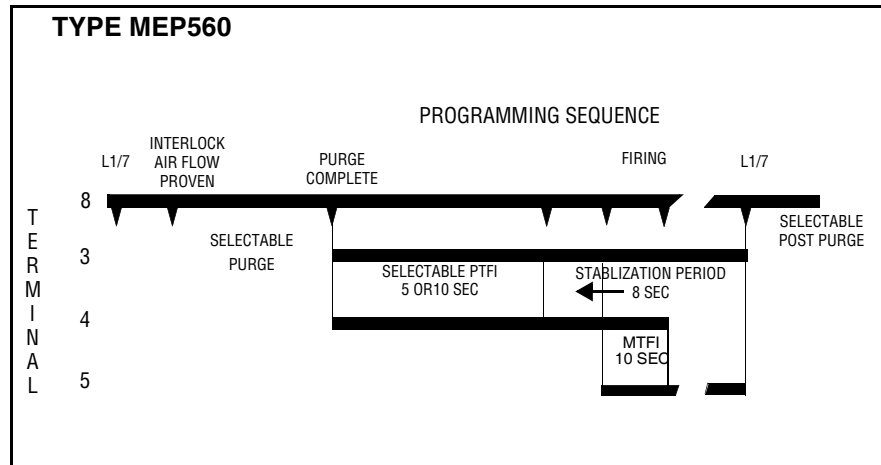 TYPE MEP560
PROGRAMMING SEQUENCE
L1/7
INTERLOCK
AIR FLOW
PROVEN
PURGE
COMPLETE
FIRING
L1/7
TERMINAL
8
SELECTABLE
POST PURGE
SELECTABLE
PURGE
3
SELECTABLE PTFI
5 OR10 SEC
STABLIZATION PERIOD
8 SEC
4
MTFI
10 SEC
5